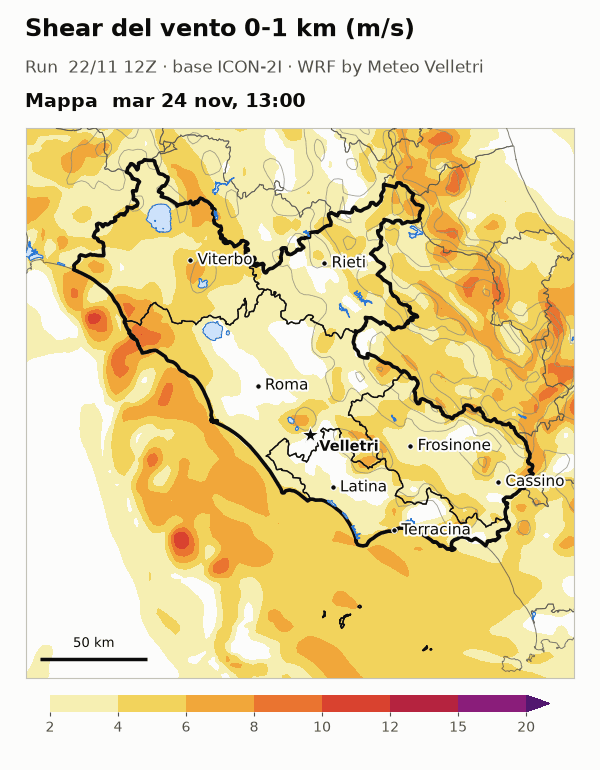 Shear del vento 0-1 km (m/s)
Run 22/11 12Z · base ICON-2I · WRF by Meteo Velletri
Mappa mar 24 nov, 13:00
Viterbo
Rieti
Roma
Velletri
Frosinone
Cassino
Latina
Terracina
50 km
2 4 6 8 10 12 15 20